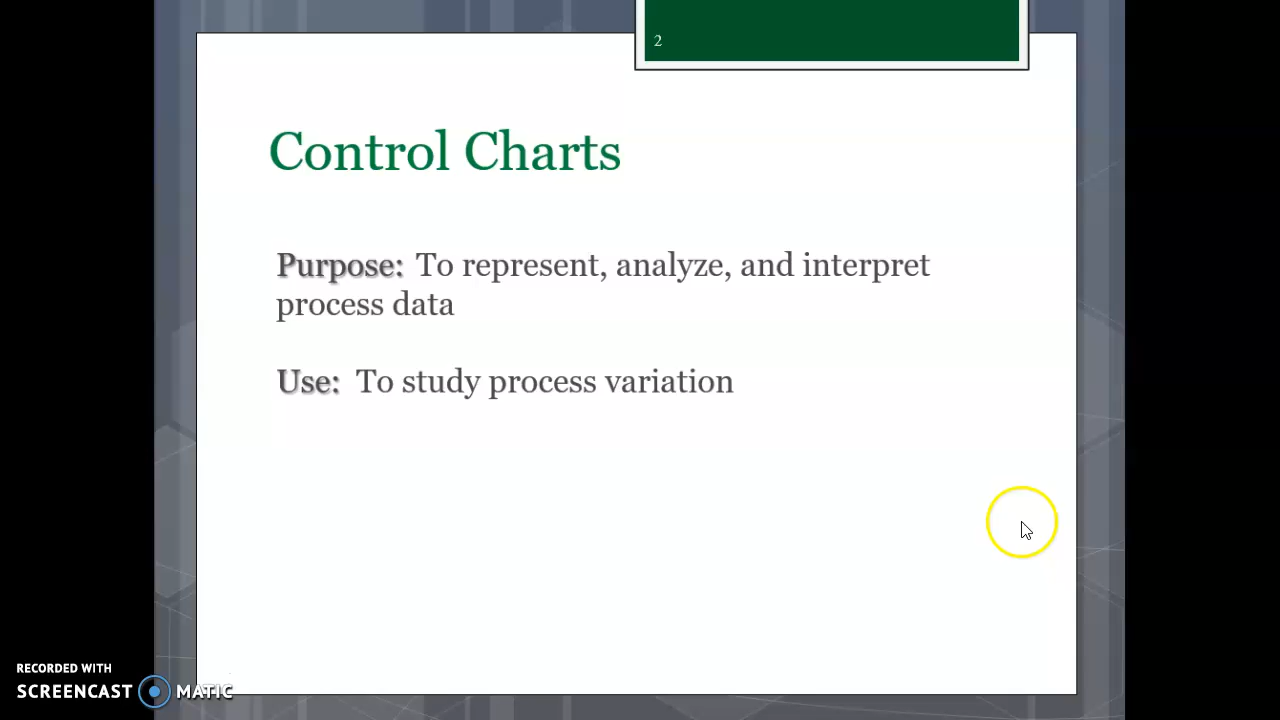 2
Control Charts
Purpose: To represent, analyze, and interpret
process data
Use: To study process variation
RECORDED WITH
SCREENCAST MATIC